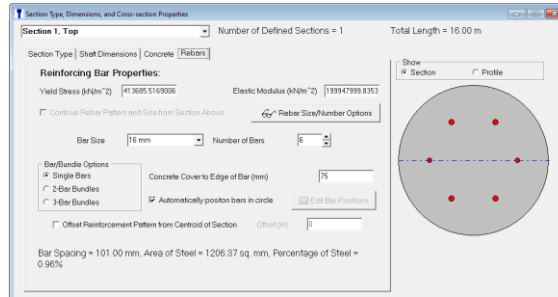 Section Type, Dimensions, and Cross-section Properties
Section 1, Top
Number of Defined Sections = 1
Total Length = 16.00 m
Section Type
Shaft Dimensions
Concrete
Rebars
Show
Section
Profile
Reinforcing Bar Properties:
Yield Stress (kN/m^2)
413685.5169006
Elastic Modulus (kN/m^2)
199947999.8353
Continue Rebar Pattern and Size from Section Above
Rebar Size/Number Options
Bar Size
16 mm
Number of Bars
6
Bar/Bundle Options
Single Bars
2-Bar Bundles
3-Bar Bundles
Concrete Cover to Edge of Bar (mm)
75
Automatically positon bars in circle
Edit Bar Positions
Offset Reinforcement Pattern from Centroid of Section
Offset (m)
0
Bar Spacing = 101.00 mm, Area of Steel = 1206.37 sq. mm, Percentage of Steel =
0.96%